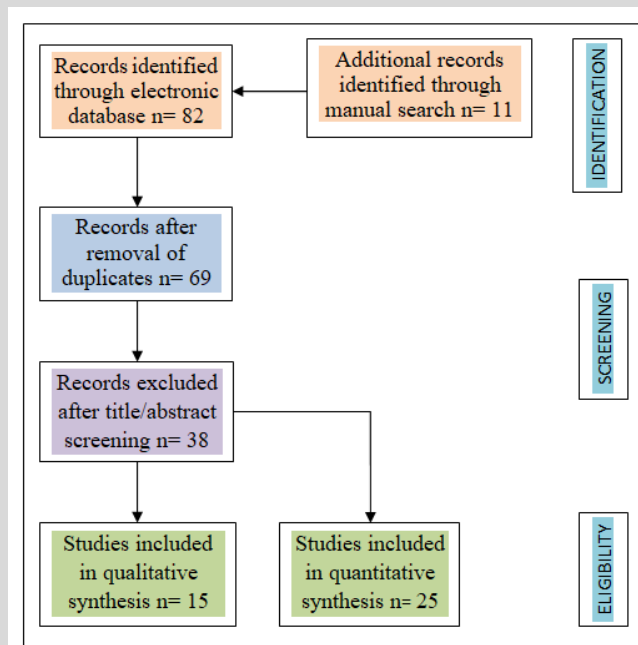 Records identified
through electronic
database n= 82
Additional records
identified through
manual search n= 11
IDENTIFICATION
Records after
removal of
duplicates n= 69
SCREENING
Records excluded
after title/abstract
screening n= 38
Studies included
in qualitative
synthesis n= 15
Studies included
in quantitative
synthesis n= 25
ELIGIBILITY